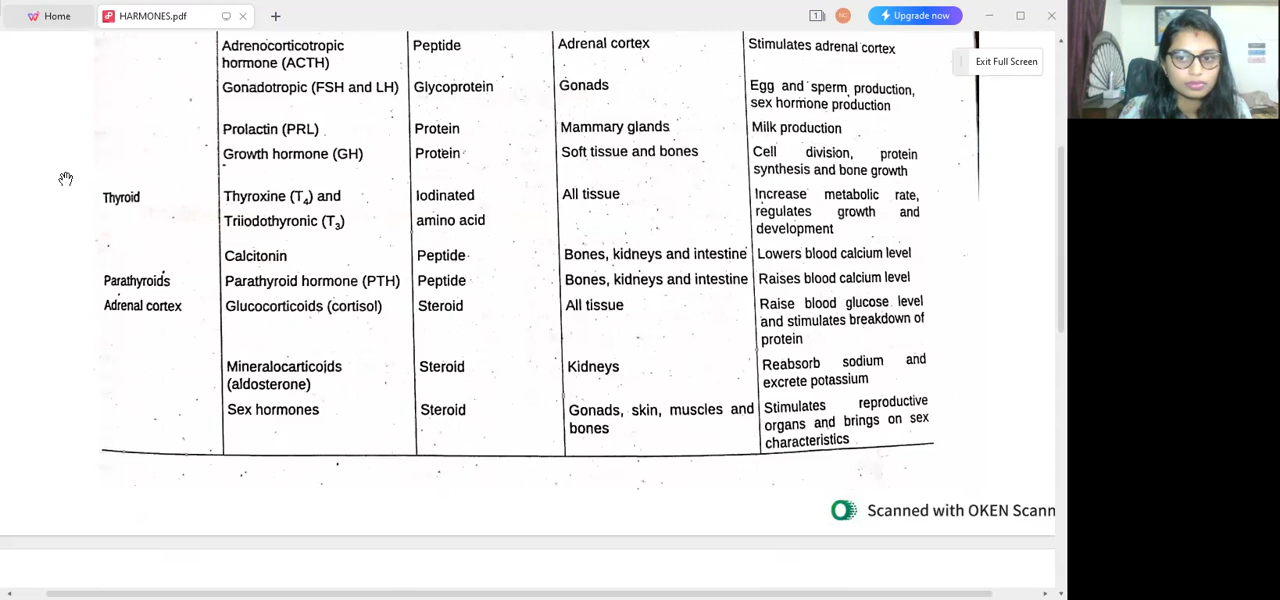 Home
HARMONES.pdf
1
NC
Upgrade now
Exit Full Screen
Adrenocorticotropic Peptide Adrenal cortex Stimulates adrenal cortex
hormone (ACTH)
Gonadotropic (FSH and LH) Glycoprotein Gonads Egg and sperm production,
sex hormone production
Prolactin (PRL) Protein Mammary glands Milk production
Growth hormone (GH) Protein Soft tissue and bones Cell division, protein
synthesis and bone growth
Thyroid Thyroxine (T4) and Iodinated All tissue Increase metabolic rate,
Triiodothyronic (T3) amino acid regulates growth and
development
Calcitonin Peptide Bones, kidneys and intestine Lowers blood calcium level
Parathyroids Parathyroid hormone (PTH) Peptide Bones, kidneys and intestine Raises blood calcium level
Adrenal cortex Glucocorticoids (cortisol) Steroid All tissue Raise blood glucose level
and stimulates breakdown of
protein
Mineralocarticoids Steroid Kidneys Reabsorb sodium and
(aldosterone) excrete potassium
Sex hormones Steroid Gonads, skin, muscles and Stimulates reproductive
bones organs and brings on sex
characteristics
Scanned with OKEN Scann